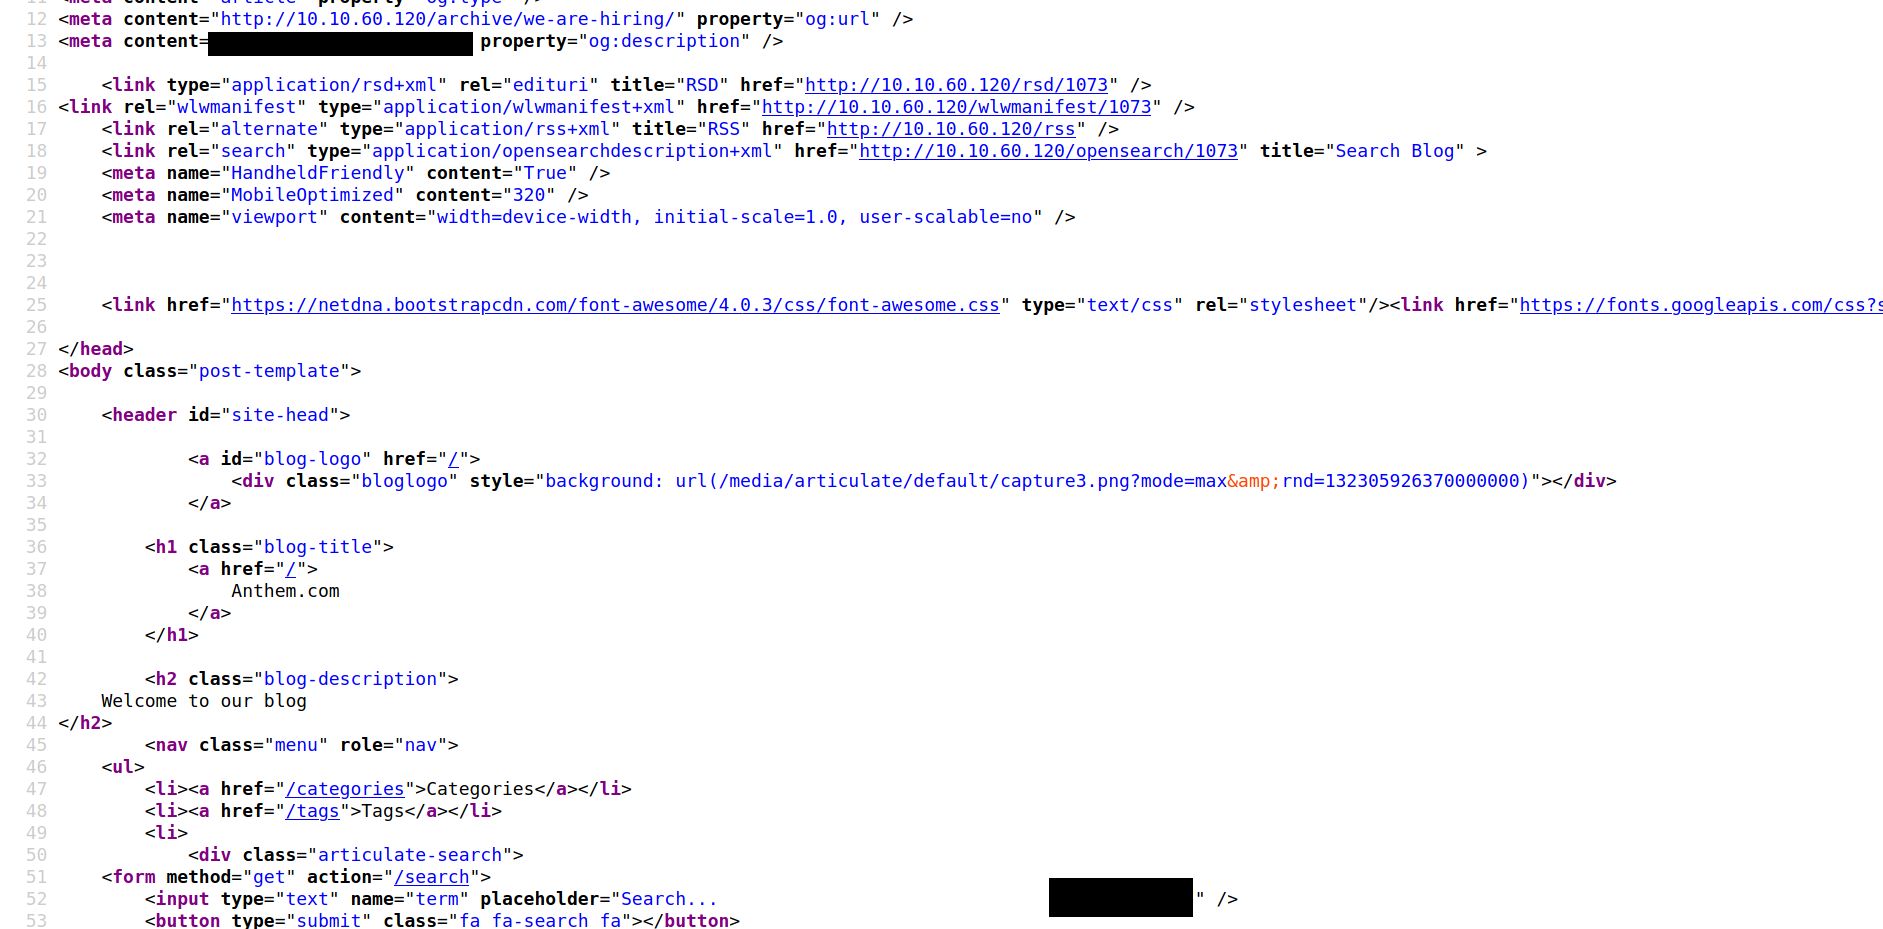 12 <meta content="http://10.10.60.120/archive/we-are-hiring/" property="og:url" />
13 <meta content= property="og:description" />
14
15 <link type="application/rsd+xml" rel="edituri" title="RSD" href="http://10.10.60.120/rsd/1073" />
16 <link rel="wlwmanifest" type="application/wlwmanifest+xml" href="http://10.10.60.120/wlwmanifest/1073" />
17 <link rel="alternate" type="application/rss+xml" title="RSS" href="http://10.10.60.120/rss" />
18 <link rel="search" type="application/opensearchdescription+xml" href="http://10.10.60.120/opensearch/1073" title="Search Blog" >
19 <meta name="HandheldFriendly" content="True" />
20 <meta name="MobileOptimized" content="320" />
21 <meta name="viewport" content="width=device-width, initial-scale=1.0, user-scalable=no" />
22
23
24
25 <link href="https://netdna.bootstrapcdn.com/font-awesome/4.0.3/css/font-awesome.css" type="text/css" rel="stylesheet"/><link href="https://fonts.googleapis.com/css?s
26
27 </head>
28 <body class="post-template">
29
30 <header id="site-head">
31
32 <a id="blog-logo" href="/">
33 <div class="bloglogo" style="background: url(/media/articulate/default/capture3.png?mode=max&amp;rnd=132305926370000000)"></div>
34 </a>
35
36 <h1 class="blog-title">
37 <a href="/">
38 Anthem.com
39 </a>
40 </h1>
41
42 <h2 class="blog-description">
43 Welcome to our blog
44 </h2>
45 <nav class="menu" role="nav">
46 <ul>
47 <li><a href="/categories">Categories</a></li>
48 <li><a href="/tags">Tags</a></li>
49 <li>
50 <div class="articulate-search">
51 <form method="get" action="/search">
52 <input type="text" name="term" placeholder="Search... " />
53 <button type="submit" class="fa fa-search fa"></button>